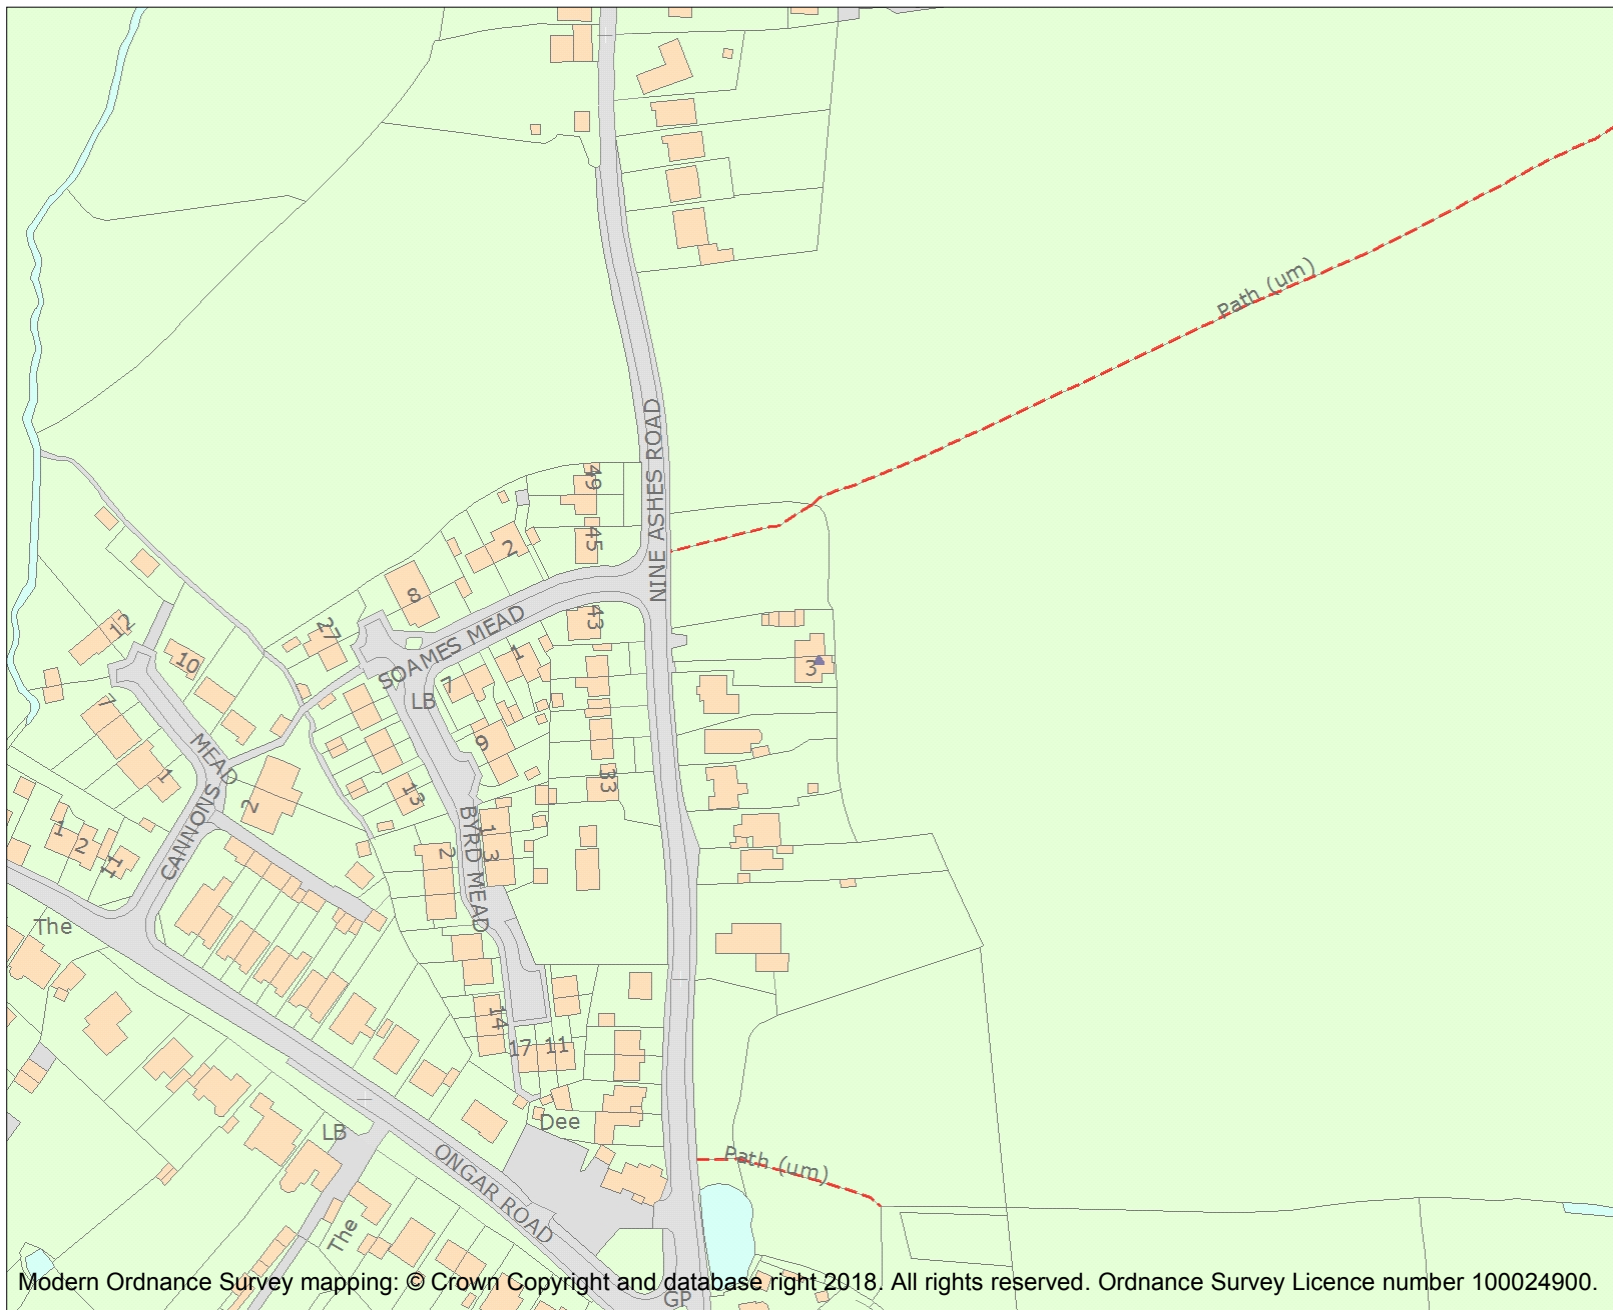 Path (um)
NINE ASHES ROAD
49
45
2
8
43
27
SOAMES MEAD
12
10
1
7
LB
3
7
9
MEAD
33
1
13
2
1
2
11
CANNONS
BYRD MEAD
1
3
2
The
14
17
11
Dee
LB
ONGAR ROAD
Path (um)
The
Modern Ordnance Survey mapping: © Crown Copyright and database right 2018. All rights reserved. Ordnance Survey Licence number 100024900.
GP